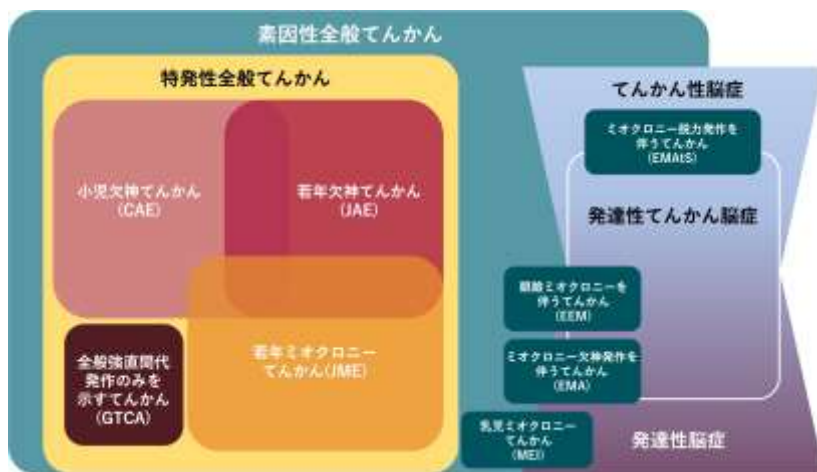 素因性全般てんかん
特発性全般てんかん
小児欠神てんかん
(CAE)
若年欠神てんかん
(JAE)
全般強直間代
発作のみを
示すてんかん
(GTCA)
若年ミオクロニー
てんかん(JME)
てんかん性脳症
ミオクロニー脱力発作を
伴うてんかん
(EMAtS)
発達性てんかん脳症
眼瞼ミオクロニーを
伴うてんかん
(EEM)
ミオクロニー欠神発作を
伴うてんかん
(EMA)
乳児ミオクロニー
てんかん
(MEI)
発達性脳症